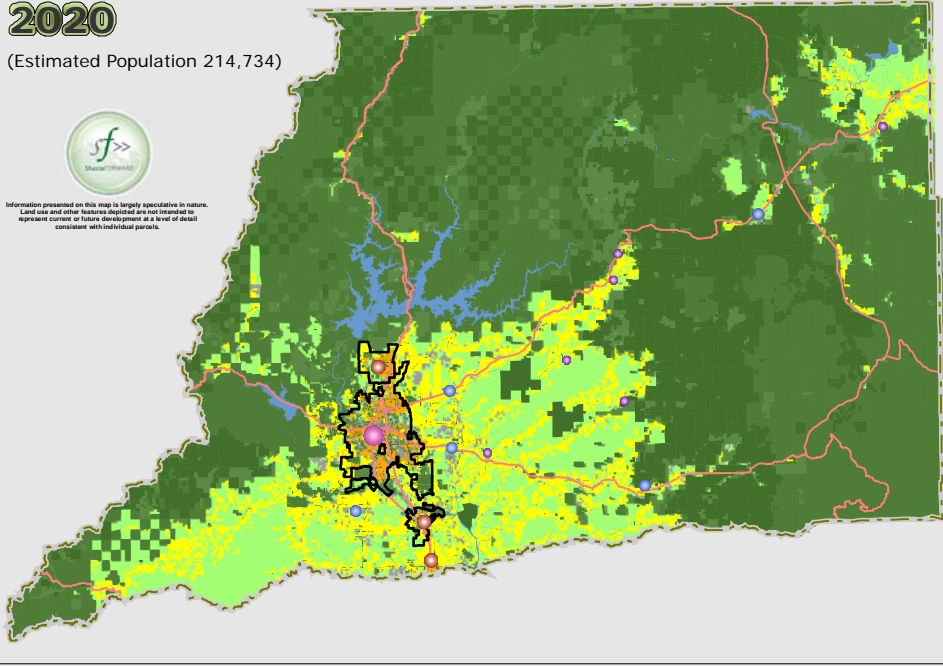 2020
(Estimated Population 214,734)
sf>>
ShastaFORWARD
Information presented on this map is largely speculative in nature.
Land use and other features depicted are not intended to
represent current or future development at a level of detail
consistent with individual parcels.